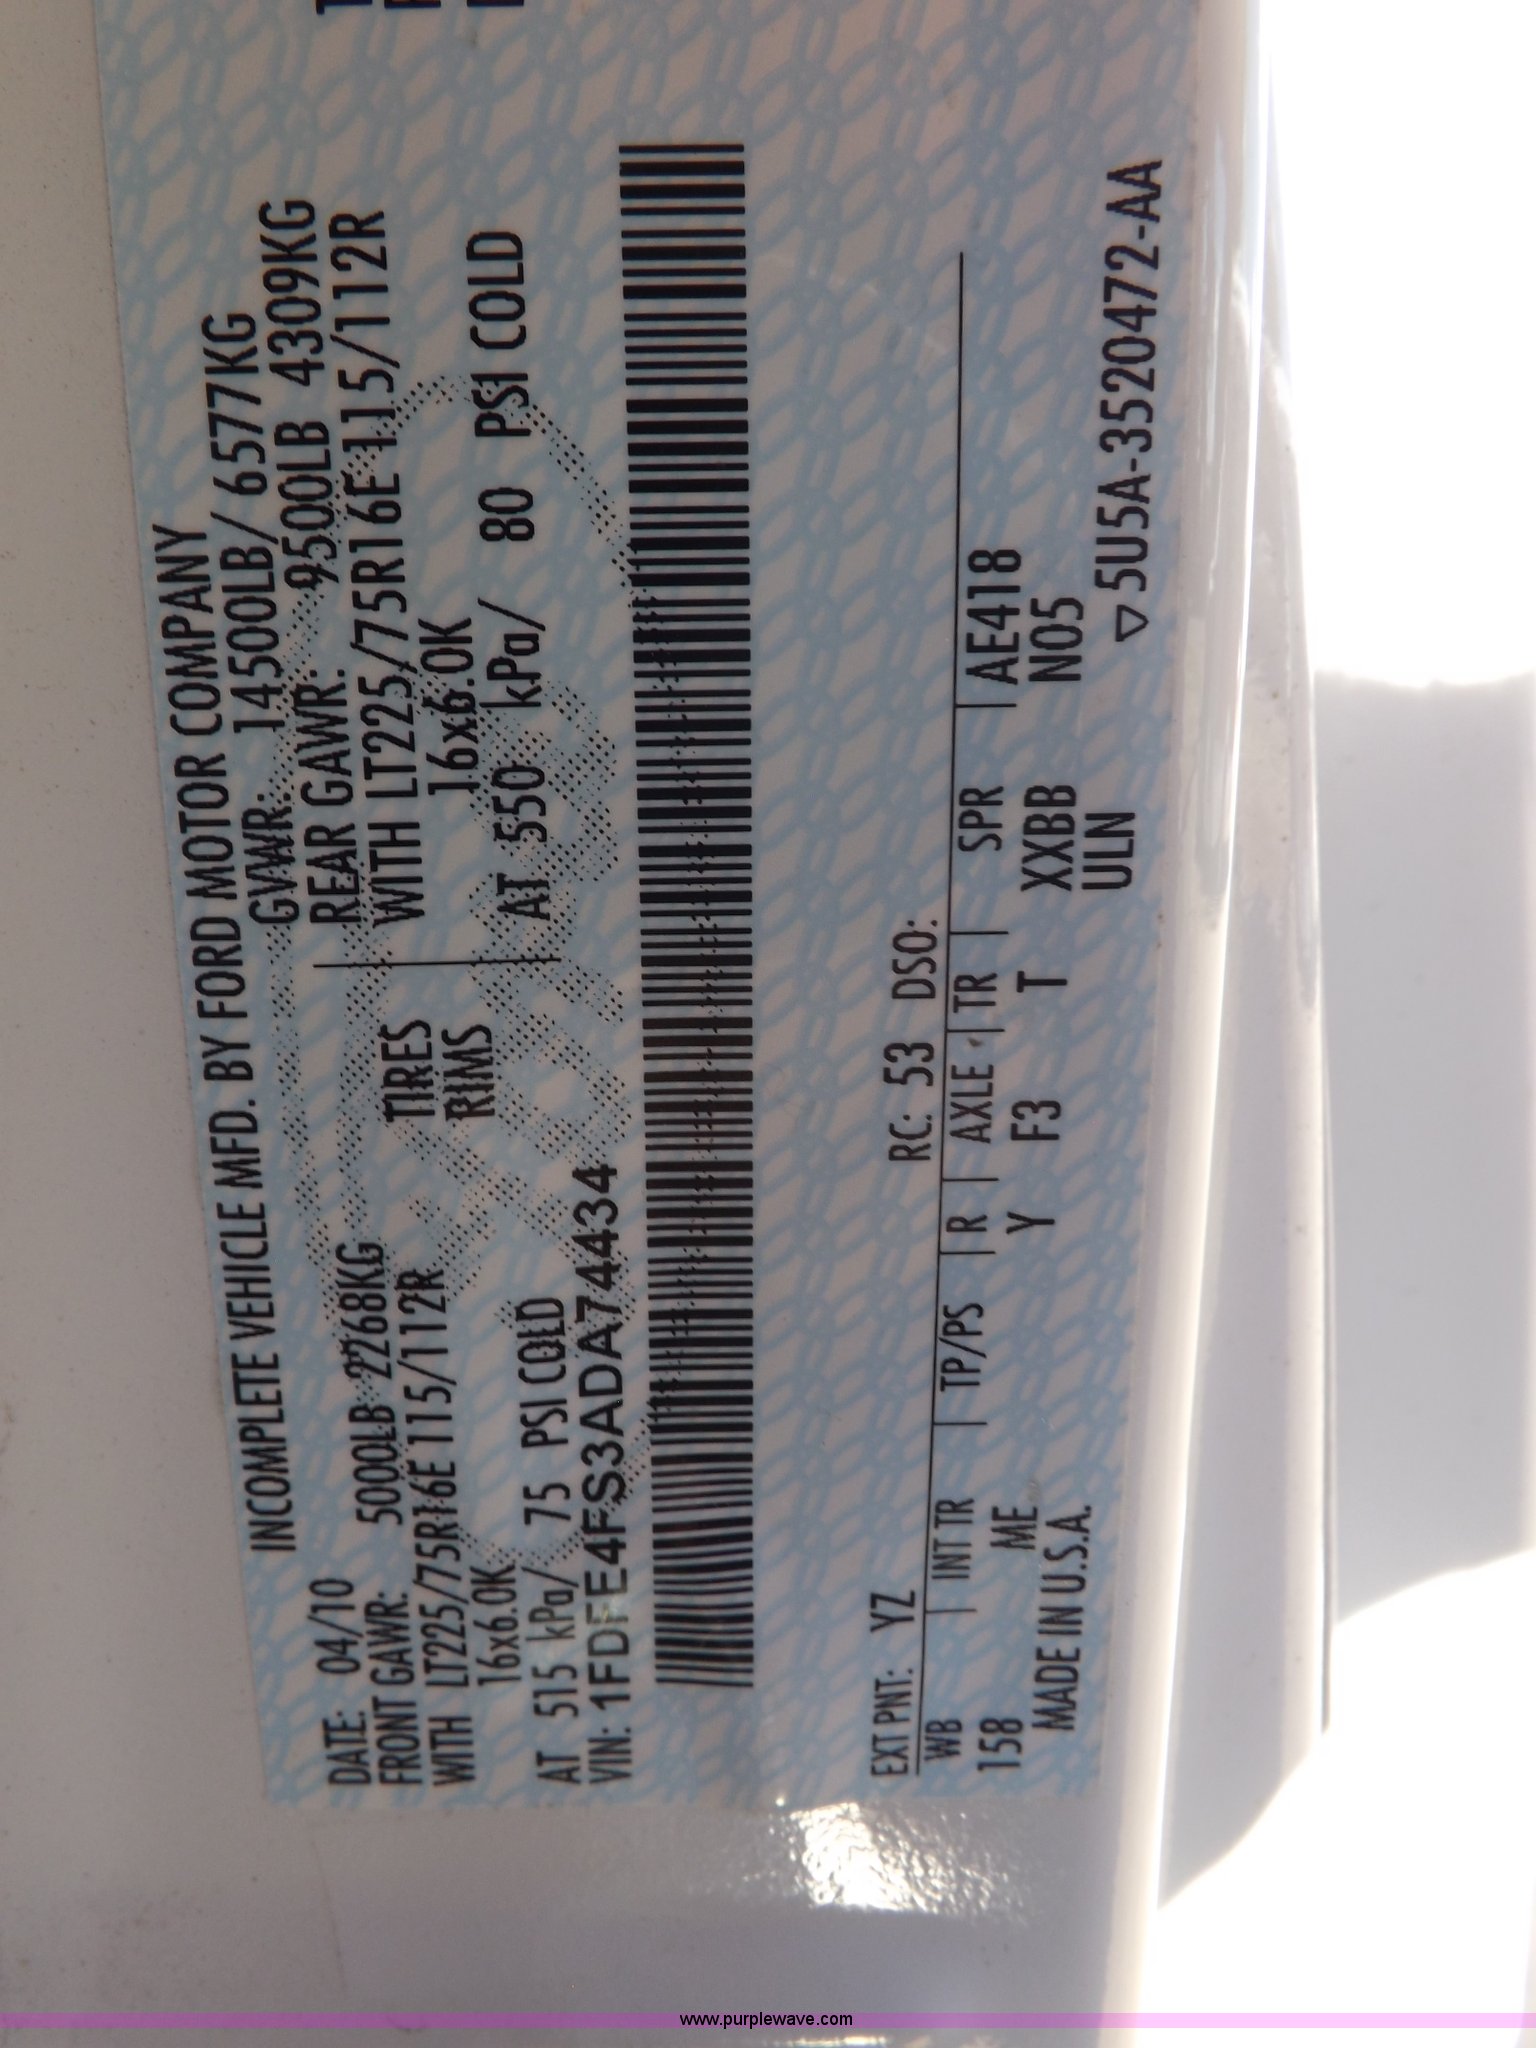 INCOMPLETE VEHICLE MFD. BY FORD MOTOR COMPANY
DATE: 04/10 GVWR: 14500LB/ 6577KG
FRONT GAWR: 5000LB 2268KG REAR GAWR: 9500LB 4309KG
WITH LT225/75R16E115/112R TIRES WITH LT225/75R16E115/112R
16x6.0K RIMS 16x6.0K
AT 515 kPa/ 75 PSI COLD AT 550 kPa/ 80 PSI COLD
VIN: 1FDFE4FS3ADA74434
EXT PNT: YZ RC: 53 DSO:
WB INT TR TP/PS R AXLE TR SPR AE418
158 ME Y F3 T XXBB N05
MADE IN U.S.A. ULN
▽5U5A-3520472-AA
www.purplewave.com